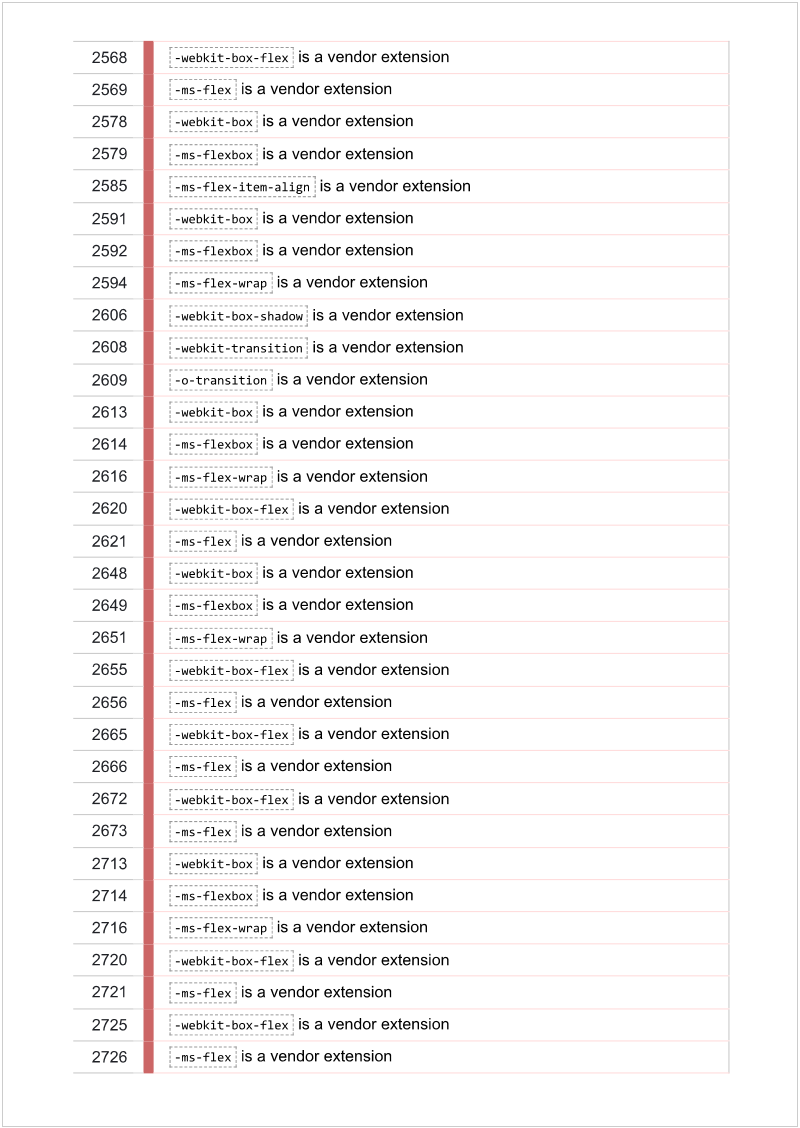 2568 -webkit-box-flex is a vendor extension
2569 -ms-flex is a vendor extension
2578 -webkit-box is a vendor extension
2579 -ms-flexbox is a vendor extension
2585 -ms-flex-item-align is a vendor extension
2591 -webkit-box is a vendor extension
2592 -ms-flexbox is a vendor extension
2594 -ms-flex-wrap is a vendor extension
2606 -webkit-box-shadow is a vendor extension
2608 -webkit-transition is a vendor extension
2609 -o-transition is a vendor extension
2613 -webkit-box is a vendor extension
2614 -ms-flexbox is a vendor extension
2616 -ms-flex-wrap is a vendor extension
2620 -webkit-box-flex is a vendor extension
2621 -ms-flex is a vendor extension
2648 -webkit-box is a vendor extension
2649 -ms-flexbox is a vendor extension
2651 -ms-flex-wrap is a vendor extension
2655 -webkit-box-flex is a vendor extension
2656 -ms-flex is a vendor extension
2665 -webkit-box-flex is a vendor extension
2666 -ms-flex is a vendor extension
2672 -webkit-box-flex is a vendor extension
2673 -ms-flex is a vendor extension
2713 -webkit-box is a vendor extension
2714 -ms-flexbox is a vendor extension
2716 -ms-flex-wrap is a vendor extension
2720 -webkit-box-flex is a vendor extension
2721 -ms-flex is a vendor extension
2725 -webkit-box-flex is a vendor extension
2726 -ms-flex is a vendor extension